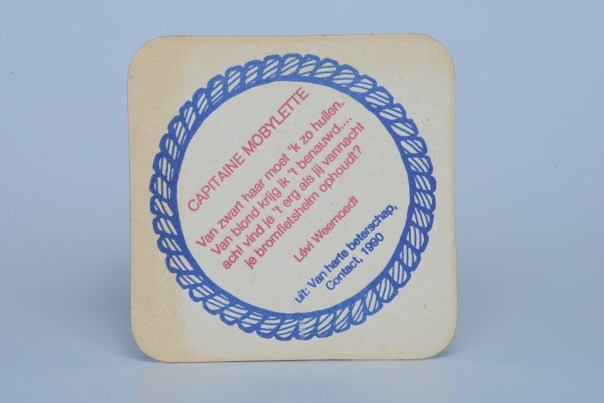 CAPITAINE MOBYLETTE
Van zwart haar moet 'k zo huilen.
Van blond krijg ik 't benauwd....
ach! vind je 't erg als jij vannacht
je bromfietshelm ophoudt?
Lévi Weemoedt
uit: Van harte beterschap,
Contact, 1990